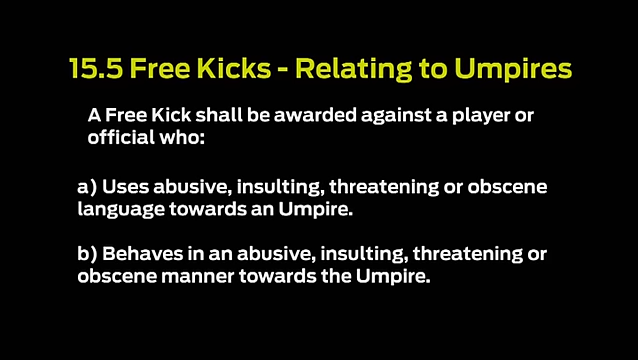 15.5 Free Kicks - Relating to Umpires
A Free Kick shall be awarded against a player or
official who:
a) Uses abusive, insulting, threatening or obscene
language towards an Umpire.
b) Behaves in an abusive, insulting, threatening or
obscene manner towards the Umpire.